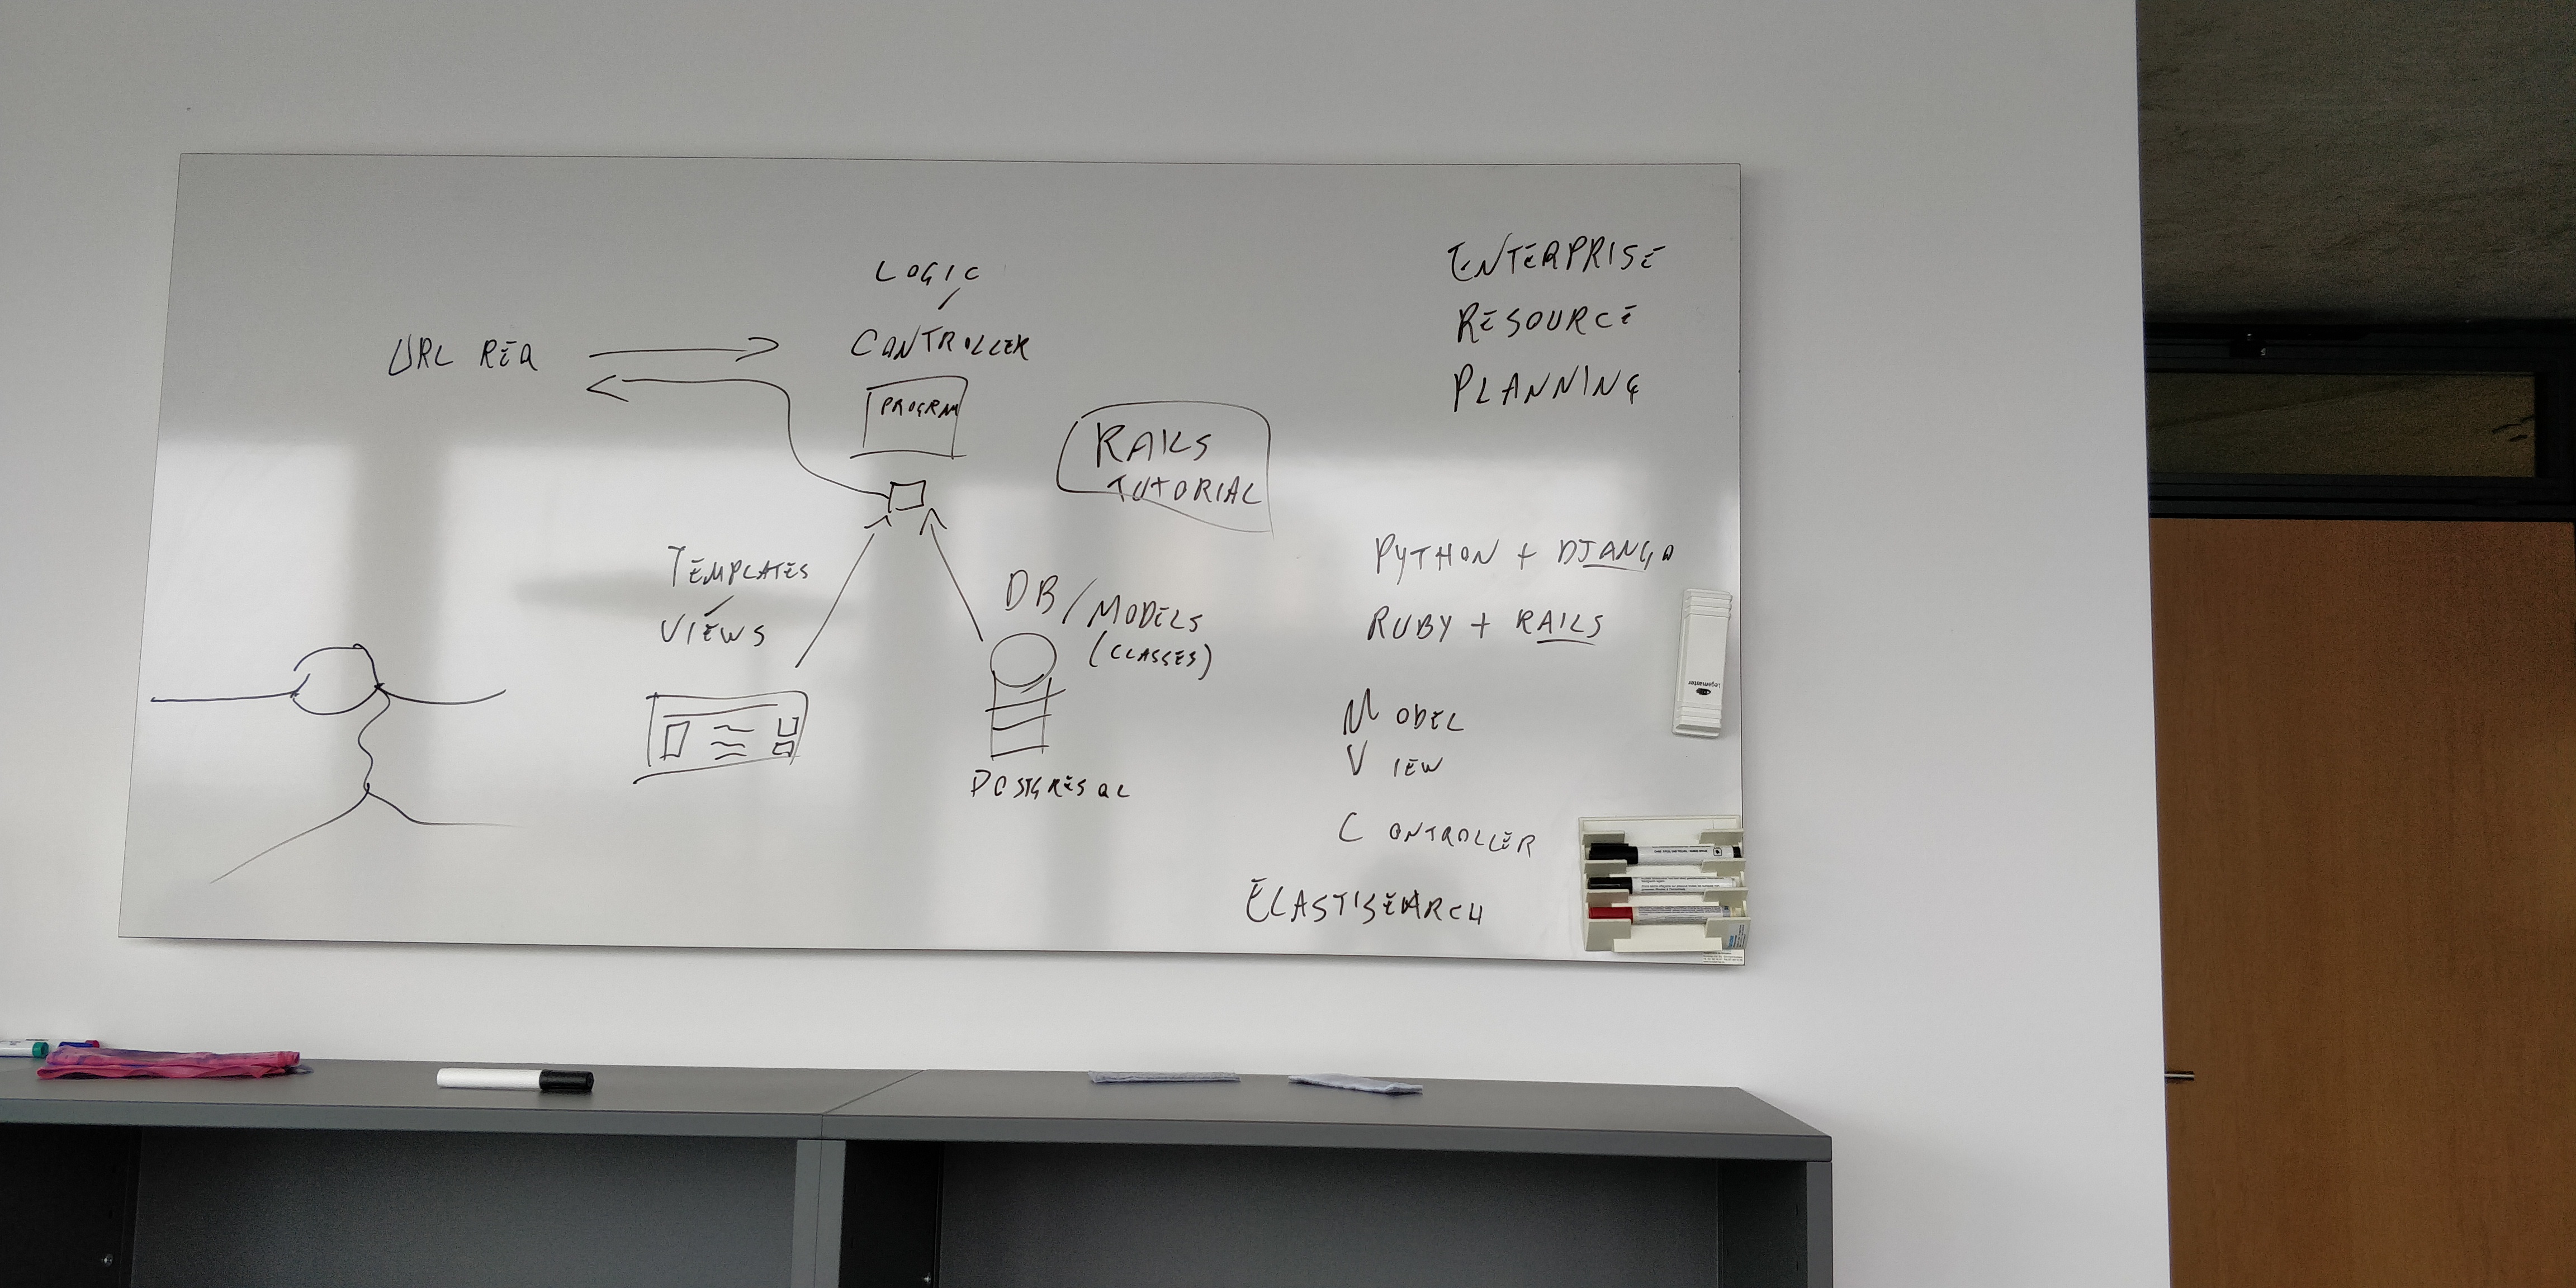 LOGIC
/
CONTROLLER
URL REQ
PROGRAM
RAILS
TUTORIAL
TEMPLATES
/
VIEWS
DB / MODELS
(CLASSES)
POSTGRESQL
ENTERPRISE
RESOURCE
PLANNING
PYTHON + DJANGO
RUBY + RAILS
MODEL
VIEW
CONTROLLER
ELASTISEARCH
Legamaster